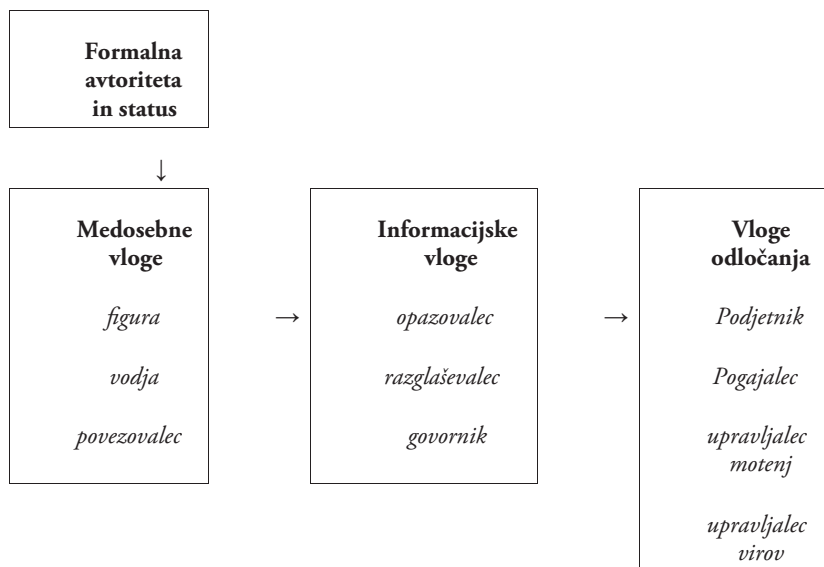 Formalna
avtoriteta
in status
↓
Medosebne
vloge
figura
vodja
povezovalec
→
Informacijske
vloge
opazovalec
razglaševalec
govornik
→
Vloge
odločanja
Podjetnik
Pogajalec
upravljalec
motenj
upravljalec
virov